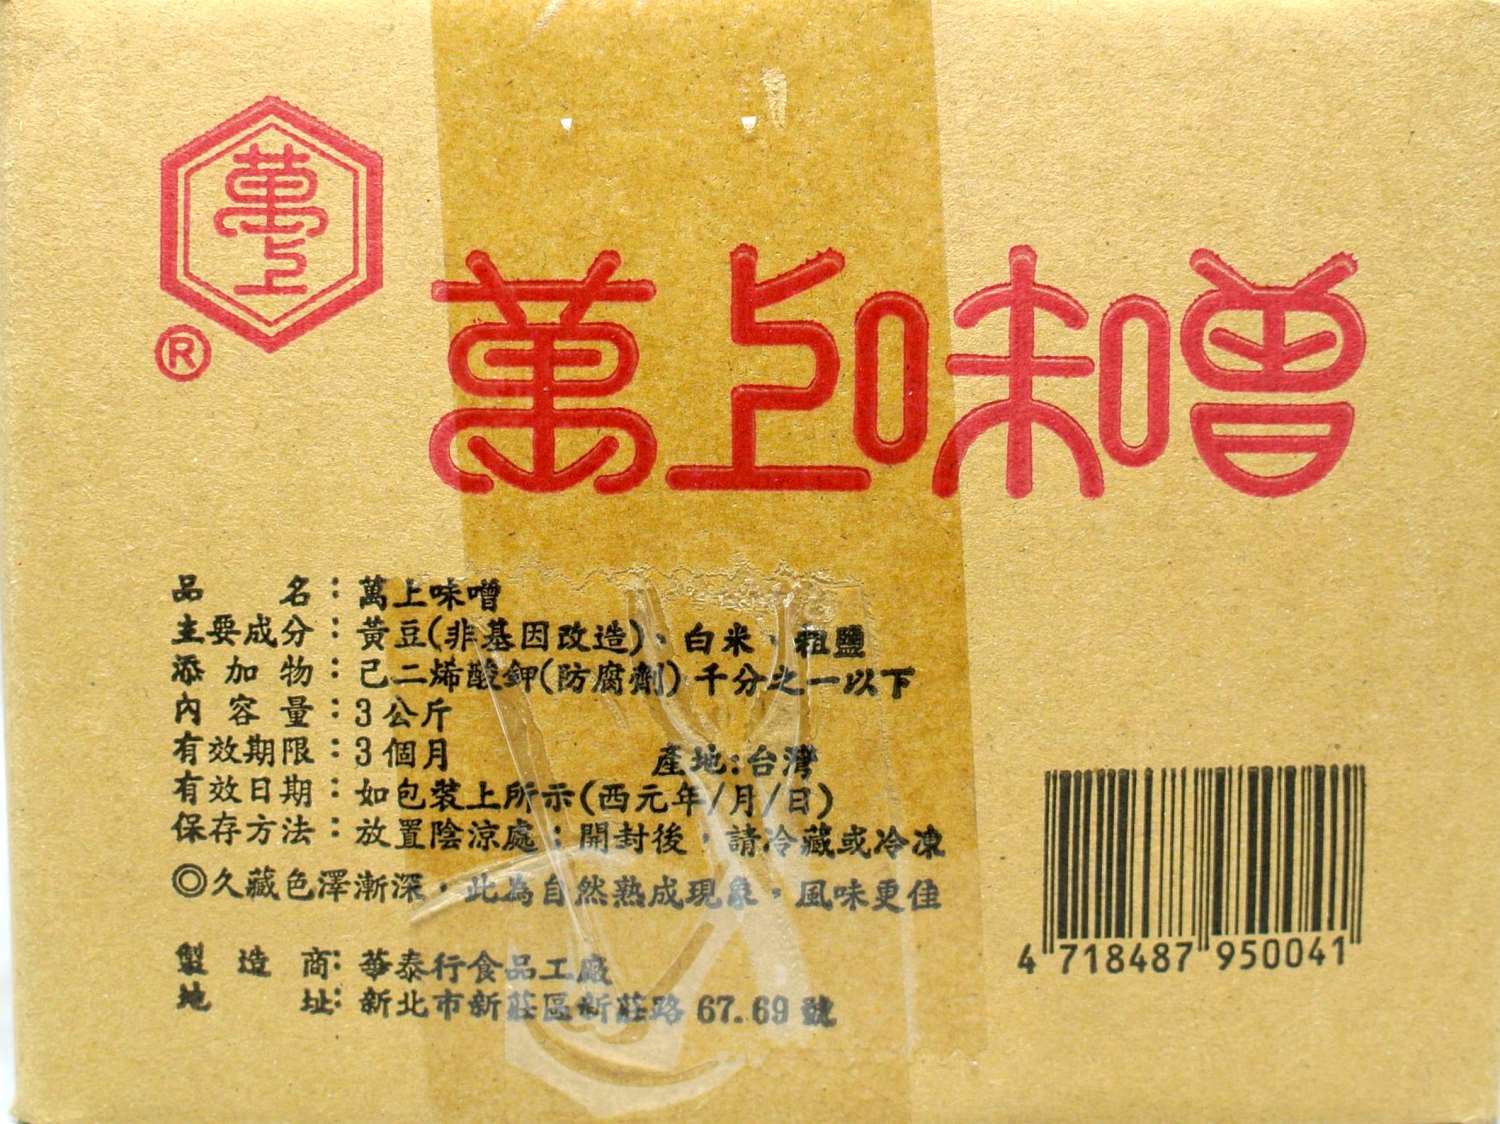 萬上
®
萬上味噌
品名：萬上味噌
主要成分：黃豆(非基因改造)、白米、粗鹽
添加物：己二烯酸鉀(防腐劑)千分之一以下
內容量：3公斤
有效期限：3個月 產地:台灣
有效日期：如包裝上所示(西元年/月/日)
保存方法：放置陰涼處；開封後，請冷藏或冷凍
◎久藏色澤漸深，此為自然熟成現象，風味更佳
製造商：華泰行食品工廠
地址：新北市新莊區新莊路67.69號
4 718487 950041